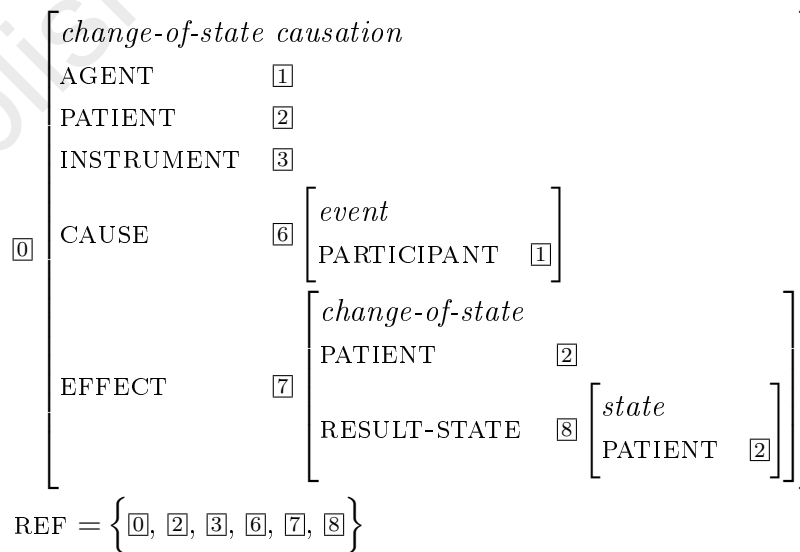 change-of-state causation
AGENT 1
PATIENT 2
INSTRUMENT 3
0 CAUSE 6 event
PARTICIPANT 1
change-of-state
PATIENT 2
EFFECT 7
RESULT-STATE 8 state
PATIENT 2
REF = {0, 2, 3, 6, 7, 8}